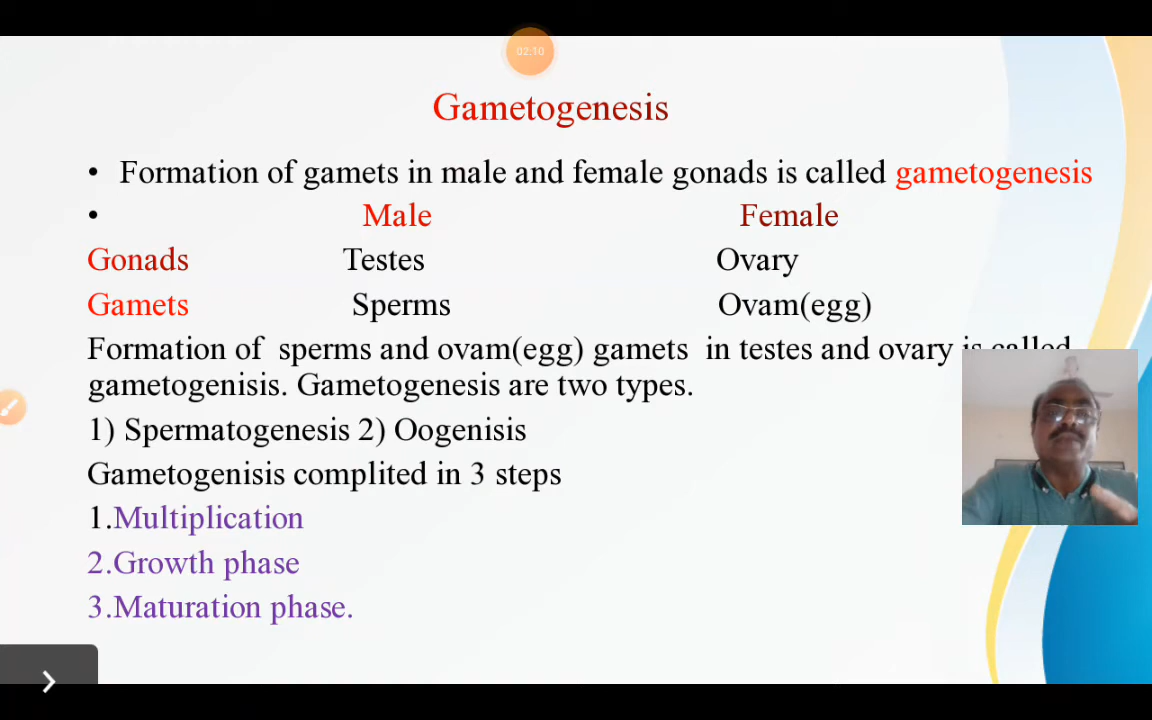 02:10
Gametogenesis
• Formation of gamets in male and female gonads is called gametogenesis
• Male Female
Gonads Testes Ovary
Gamets Sperms Ovam(egg)
Formation of sperms and ovam(egg) gamets in testes and ovary is called
gametogenisis. Gametogenesis are two types.
1) Spermatogenesis 2) Oogenisis
Gametogenisis complited in 3 steps
1.Multiplication
2.Growth phase
3.Maturation phase.